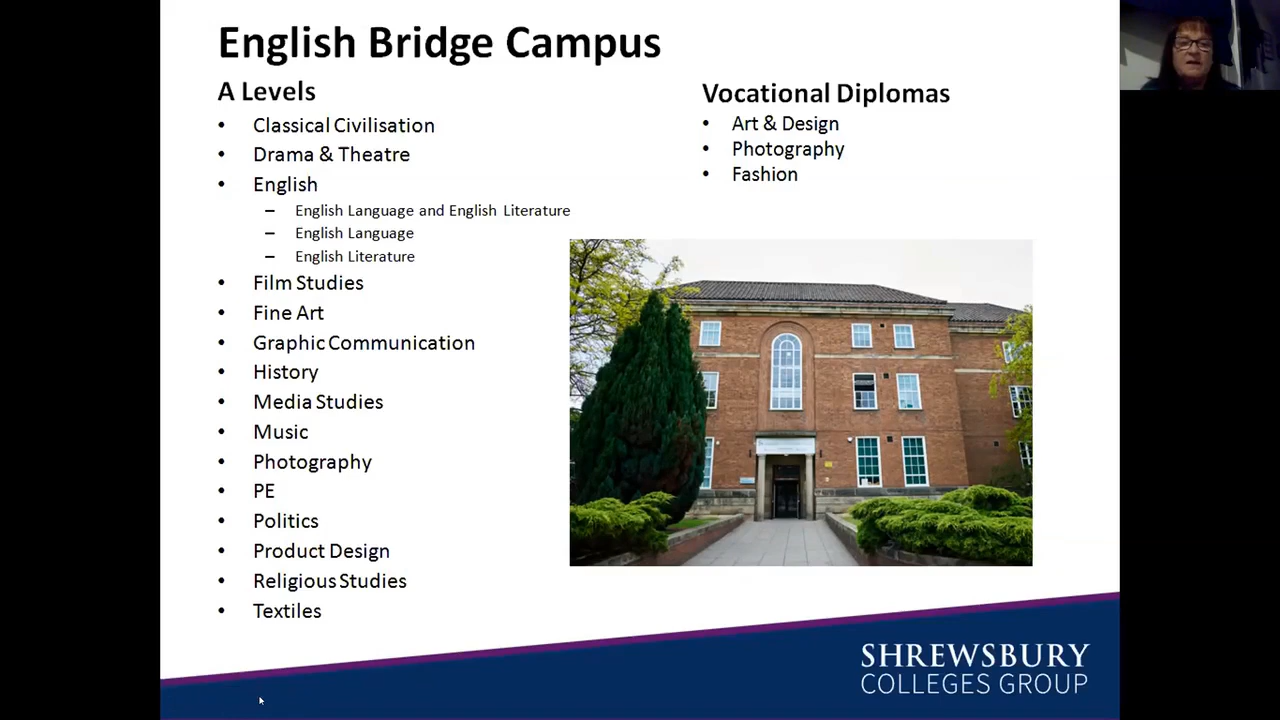 English Bridge Campus
A Levels
• Classical Civilisation
• Drama & Theatre
• English
– English Language and English Literature
– English Language
– English Literature
• Film Studies
• Fine Art
• Graphic Communication
• History
• Media Studies
• Music
• Photography
• PE
• Politics
• Product Design
• Religious Studies
• Textiles
Vocational Diplomas
• Art & Design
• Photography
• Fashion
SHREWSBURY
COLLEGES GROUP